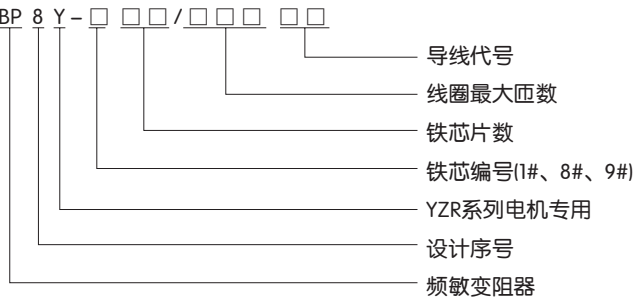 BP 8 Y-□ □□/□□□ □□
导线代号
线圈最大匝数
铁芯片数
铁芯编号(1#、8#、9#)
YZR系列电机专用
设计序号
频敏变阻器